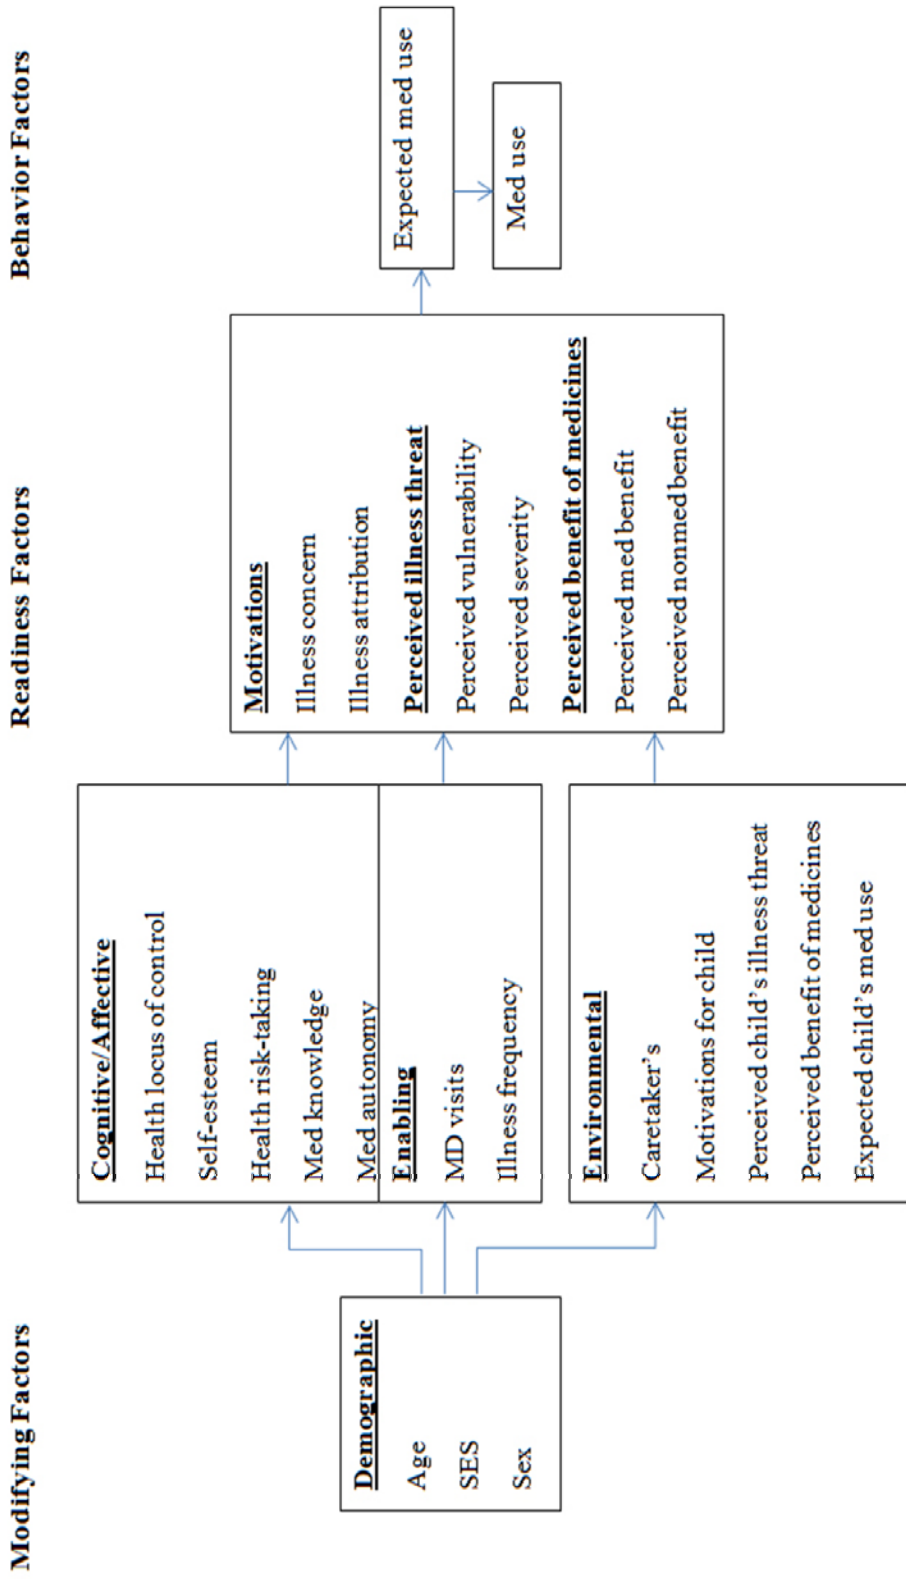 Modifying Factors
Readiness Factors
Behavior Factors
Demographic
Age
SES
Sex
Cognitive/Affective
Health locus of control
Self-esteem
Health risk-taking
Med knowledge
Med autonomy
Enabling
MD visits
Illness frequency
Environmental
Caretaker's
Motivations for child
Perceived child's illness threat
Perceived benefit of medicines
Expected child's med use
Motivations
Illness concern
Illness attribution
Perceived illness threat
Perceived vulnerability
Perceived severity
Perceived benefit of medicines
Perceived med benefit
Perceived nonmed benefit
Expected med use
Med use